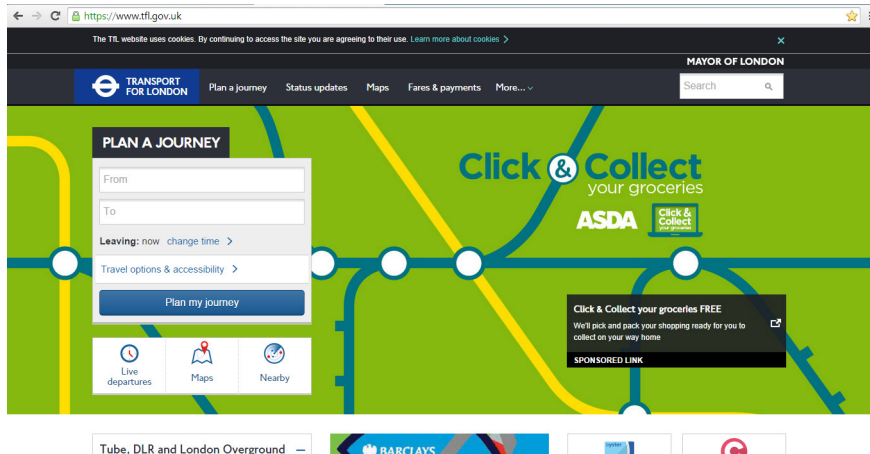 https://www.tfl.gov.uk
The TfL website uses cookies. By continuing to access the site you are agreeing to their use. Learn more about cookies >
×
MAYOR OF LONDON
TRANSPORT
FOR LONDON
Plan a journey
Status updates
Maps
Fares & payments
More...
Search
PLAN A JOURNEY
From
To
Leaving: now change time >
Travel options & accessibility >
Plan my journey
Live
departures
Maps
Nearby
Click & Collect
your groceries
ASDA
Click &
Collect
your groceries
Click & Collect your groceries FREE
We'll pick and pack your shopping ready for you to
collect on your way home
SPONSORED LINK
Tube, DLR and London Overground
BARCLAYS
oyster